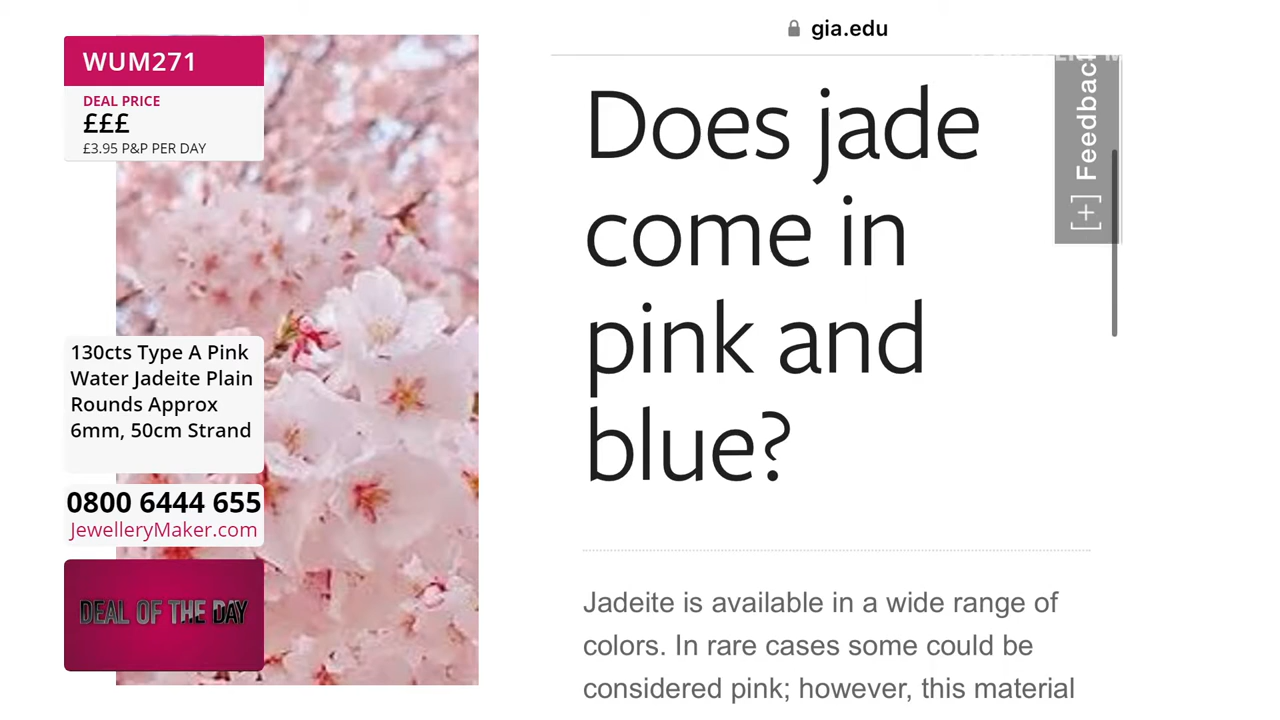 WUM271
DEAL PRICE
£££
£3.95 P&P PER DAY
130cts Type A Pink
Water Jadeite Plain
Rounds Approx
6mm, 50cm Strand
0800 6444 655
JewelleryMaker.com
DEAL OF THE DAY
gia.edu
Does jade
come in
pink and
blue?
[+] Feedback
Jadeite is available in a wide range of
colors. In rare cases some could be
considered pink; however, this material